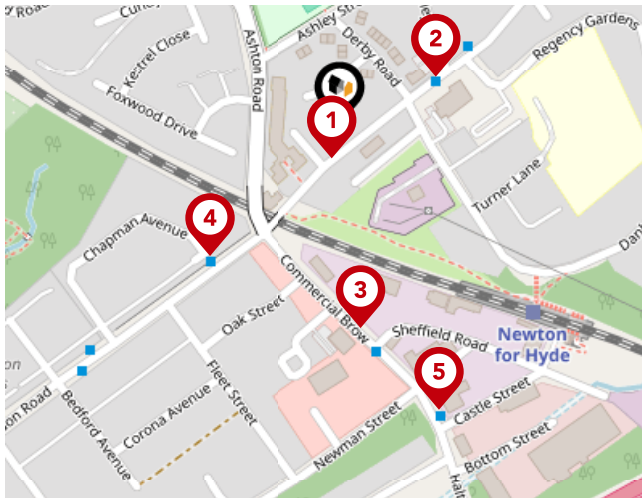 Ashley Street
Kestrel Close
Ashton Road
Derby Road
2
Regency Gardens
Foxwood Drive
1
Turner Lane
4
Chapman Avenue
Commercial Brow
3
Oak Street
Sheffield Road
Newton
for Hyde
5
Fleet Street
Castle Street
on Road
Bedford Avenue
Corona Avenue
Newman Street
Bottom Street